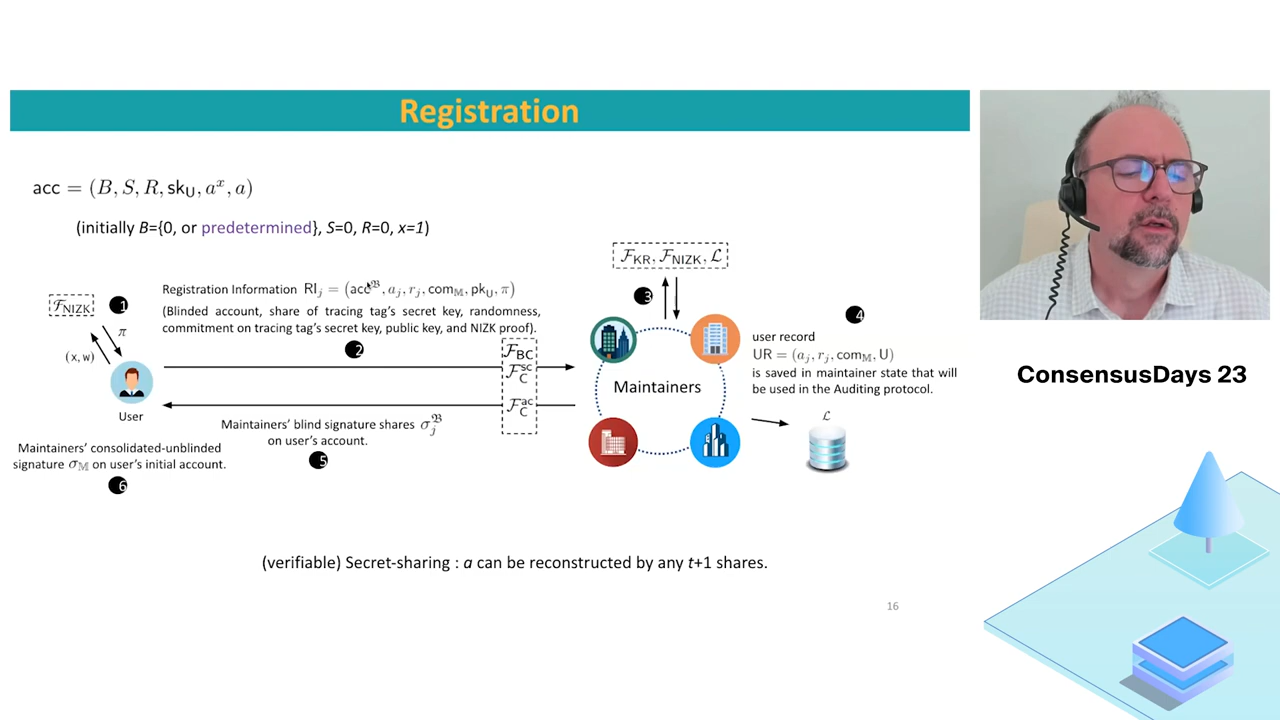 Registration
acc = (B, S, R, sk_U, a^x, a)
(initially B={0, or predetermined}, S=0, R=0, x=1)
F_KR, F_NIZK, L
Registration Information RI_j = (acc^𝔅, a_j, r_j, com_M, pk_U, π)
(Blinded account, share of tracing tag's secret key, randomness,
commitment on tracing tag's secret key, public key, and NIZK proof).
F_NIZK
1
π
(x, w)
User
2
F_BC
F_C^sc
F_C^ac
3
Maintainers
4
user record
UR = (a_j, r_j, com_M, U)
is saved in maintainer state that will
be used in the Auditing protocol.
L
Maintainers' blind signature shares σ_j^𝔅
on user's account.
5
Maintainers' consolidated-unblinded
signature σ_M on user's initial account.
6
(verifiable) Secret-sharing : a can be reconstructed by any t+1 shares.
16
ConsensusDays 23